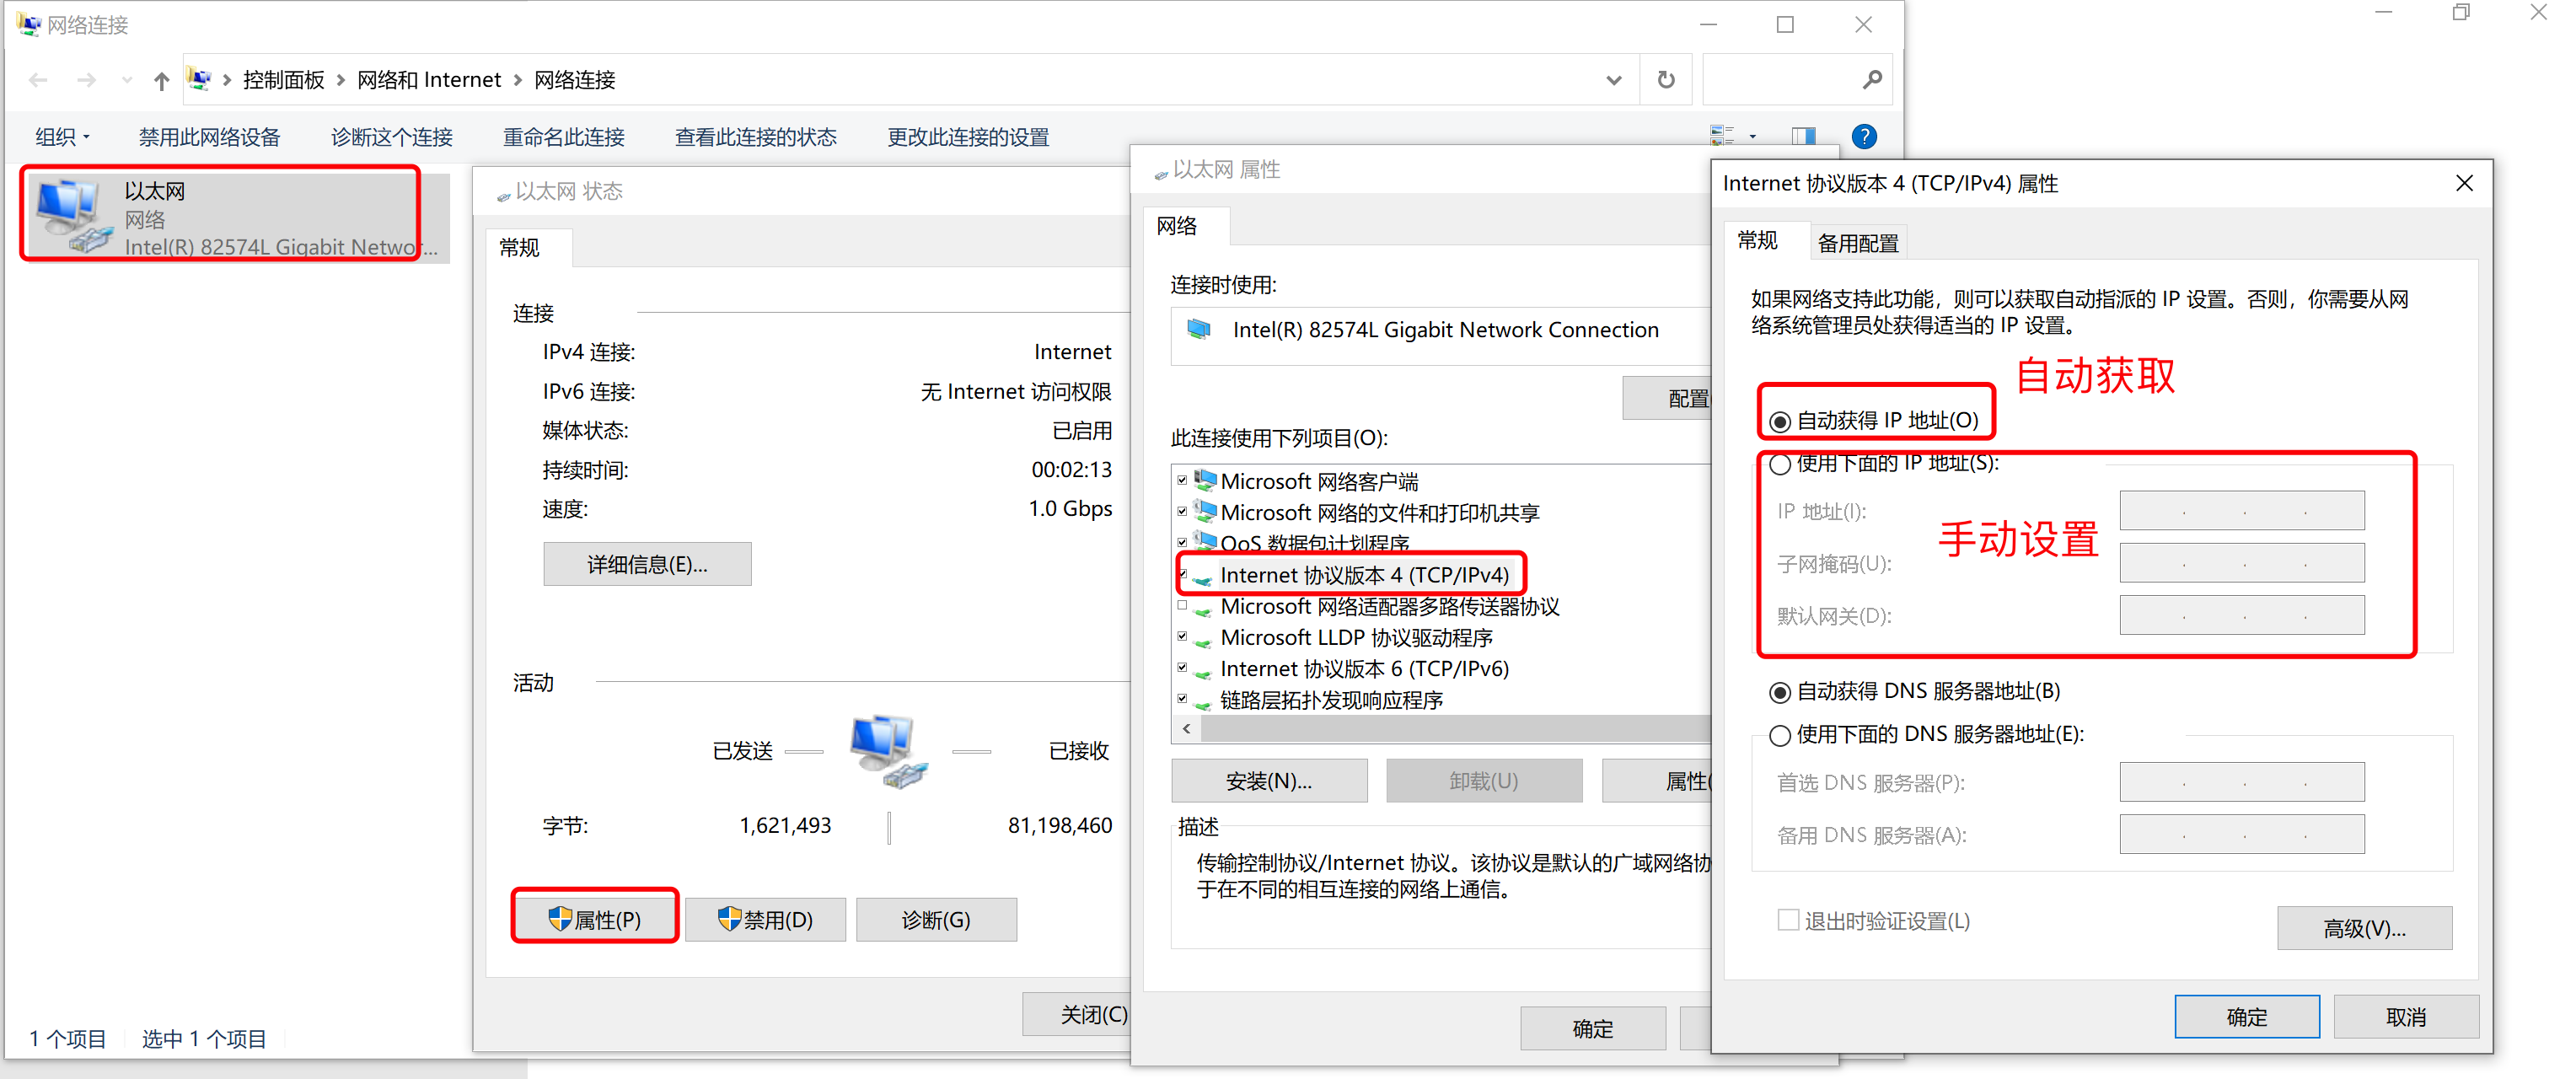 网络连接
控制面板 › 网络和 Internet › 网络连接
组织
禁用此网络设备
诊断这个连接
重命名此连接
查看此连接的状态
更改此连接的设置
以太网
网络
Intel(R) 82574L Gigabit Networ...
1 个项目
选中 1 个项目
以太网 状态
常规
连接
IPv4 连接: Internet
IPv6 连接: 无 Internet 访问权限
媒体状态: 已启用
持续时间: 00:02:13
速度: 1.0 Gbps
详细信息(E)...
活动
已发送
已接收
字节: 1,621,493 81,198,460
属性(P)
禁用(D)
诊断(G)
关闭(C)
以太网 属性
网络
连接时使用:
Intel(R) 82574L Gigabit Network Connection
配置
此连接使用下列项目(O):
Microsoft 网络客户端
Microsoft 网络的文件和打印机共享
QoS 数据包计划程序
Internet 协议版本 4 (TCP/IPv4)
Microsoft 网络适配器多路传送器协议
Microsoft LLDP 协议驱动程序
Internet 协议版本 6 (TCP/IPv6)
链路层拓扑发现响应程序
安装(N)...
卸载(U)
属性(
描述
传输控制协议/Internet 协议。该协议是默认的广域网络协
于在不同的相互连接的网络上通信。
确定
Internet 协议版本 4 (TCP/IPv4) 属性
常规
备用配置
如果网络支持此功能，则可以获取自动指派的 IP 设置。否则，你需要从网
络系统管理员处获得适当的 IP 设置。
自动获取
自动获得 IP 地址(O)
使用下面的 IP 地址(S):
IP 地址(I):
手动设置
子网掩码(U):
默认网关(D):
自动获得 DNS 服务器地址(B)
使用下面的 DNS 服务器地址(E):
首选 DNS 服务器(P):
备用 DNS 服务器(A):
退出时验证设置(L)
高级(V)...
确定
取消